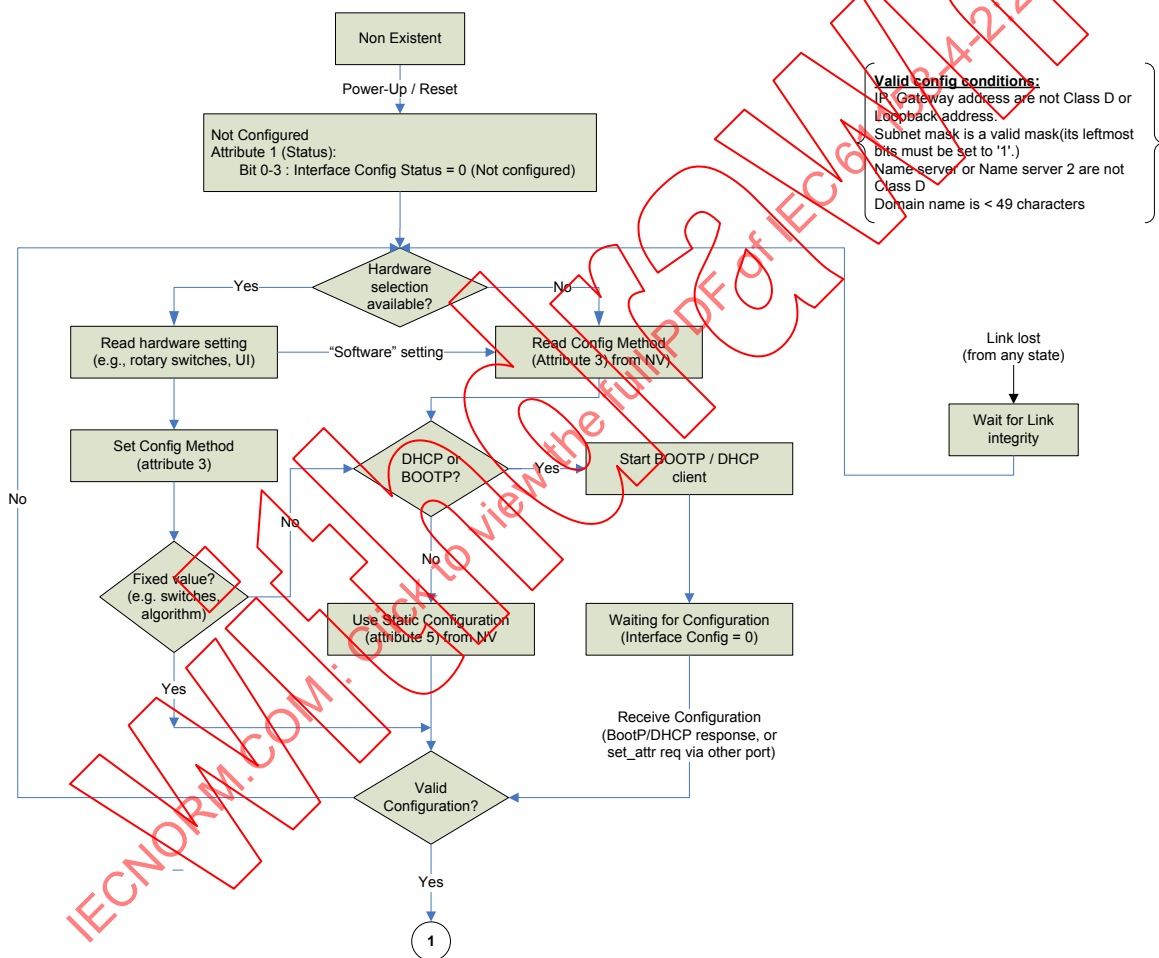 Non Existent
Power-Up / Reset
Valid config conditions:
IP, Gateway address are not Class D or
Loopback address.
Subnet mask is a valid mask(its leftmost
bits must be set to '1'.)
Name server or Name server 2 are not
Class D
Domain name is < 49 characters
Not Configured
Attribute 1 (Status):
Bit 0-3 : Interface Config Status = 0 (Not configured)
Hardware
selection
available?
Yes
No
Read hardware setting
(e.g., rotary switches, UI)
“Software” setting
Read Config Method
(Attribute 3) from NV)
Link lost
(from any state)
Wait for Link
integrity
Set Config Method
(attribute 3)
DHCP or
BOOTP?
Yes
Start BOOTP / DHCP
client
No
No
No
Fixed value?
(e.g. switches,
algorithm)
Use Static Configuration
(attribute 5) from NV
Waiting for Configuration
(Interface Config = 0)
Yes
Receive Configuration
(BootP/DHCP response, or
set_attr req via other port)
Valid
Configuration?
Yes
1
IECNORM.COM : Click to view the full PDF of IEC 61158-4-2:2
Withdrawn